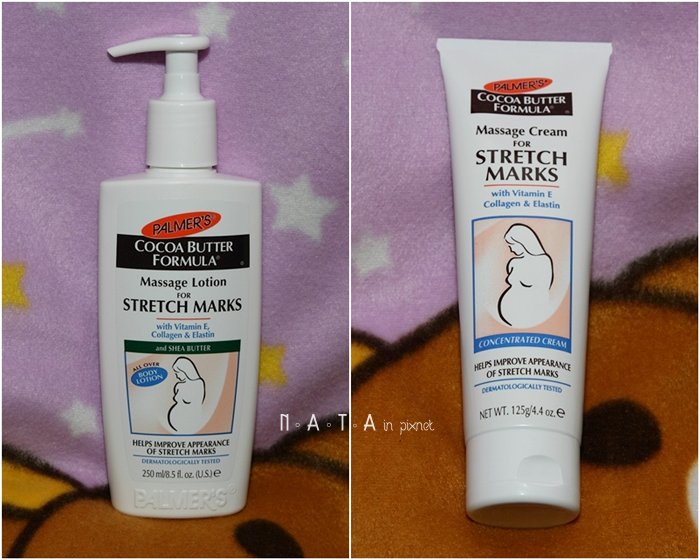 PALMER'S®
COCOA BUTTER
FORMULA®
Massage Lotion
FOR
STRETCH MARKS
with Vitamin E,
Collagen & Elastin
and SHEA BUTTER
ALL OVER
BODY
LOTION
HELPS IMPROVE APPEARANCE
OF STRETCH MARKS
DERMATOLOGICALLY TESTED
250 ml/8.5 fl. oz. (U.S.) e
PALMER'S®
PALMER'S®
COCOA BUTTER
FORMULA®
Massage Cream
FOR
STRETCH
MARKS
with Vitamin E
Collagen & Elastin
CONCENTRATED CREAM
HELPS IMPROVE APPEARANCE
OF STRETCH MARKS
DERMATOLOGICALLY TESTED
NET WT. 125g/4.4 oz. e
N.A.T.A in pixnet